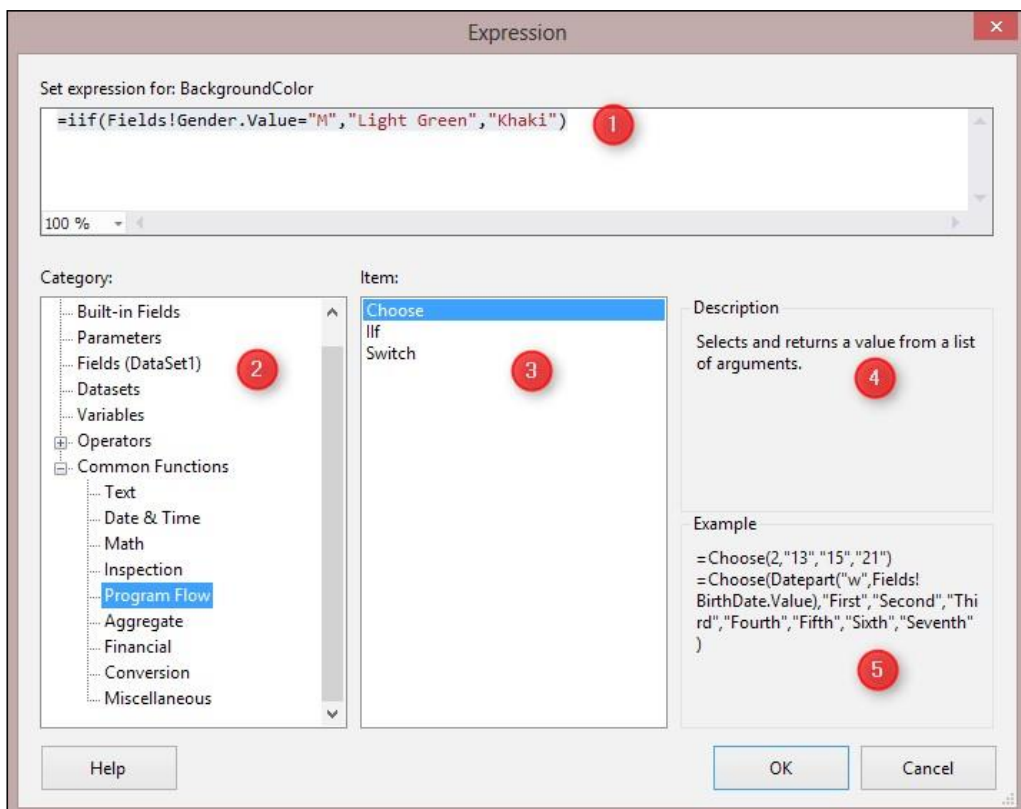 Expression
Set expression for: BackgroundColor
=iif(Fields!Gender.Value="M","Light Green","Khaki")
1
100 %
Category:
Built-in Fields
Parameters
Fields (DataSet1)
Datasets
Variables
Operators
Common Functions
Text
Date & Time
Math
Inspection
Program Flow
Aggregate
Financial
Conversion
Miscellaneous
2
Item:
Choose
IIf
Switch
3
Description
Selects and returns a value from a list
of arguments.
4
Example
=Choose(2,"13","15","21")
=Choose(Datepart("w",Fields!
BirthDate.Value),"First","Second","Thi
rd","Fourth","Fifth","Sixth","Seventh"
)
5
Help
OK
Cancel